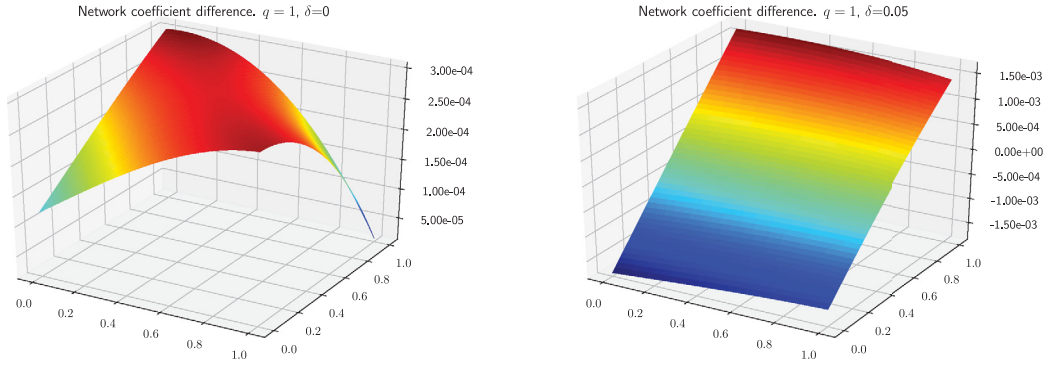 Network coefficient difference. q = 1, δ=0
3.00e−04
2.50e−04
2.00e−04
1.50e−04
1.00e−04
5.00e−05
1.0
0.8
0.6
0.4
0.2
0.0
0.0
0.2
0.4
0.6
0.8
1.0
Network coefficient difference. q = 1, δ=0.05
1.50e−03
1.00e−03
5.00e−04
0.00e+00
-5.00e−04
-1.00e−03
-1.50e−03
1.0
0.8
0.6
0.4
0.2
0.0
0.0
0.2
0.4
0.6
0.8
1.0